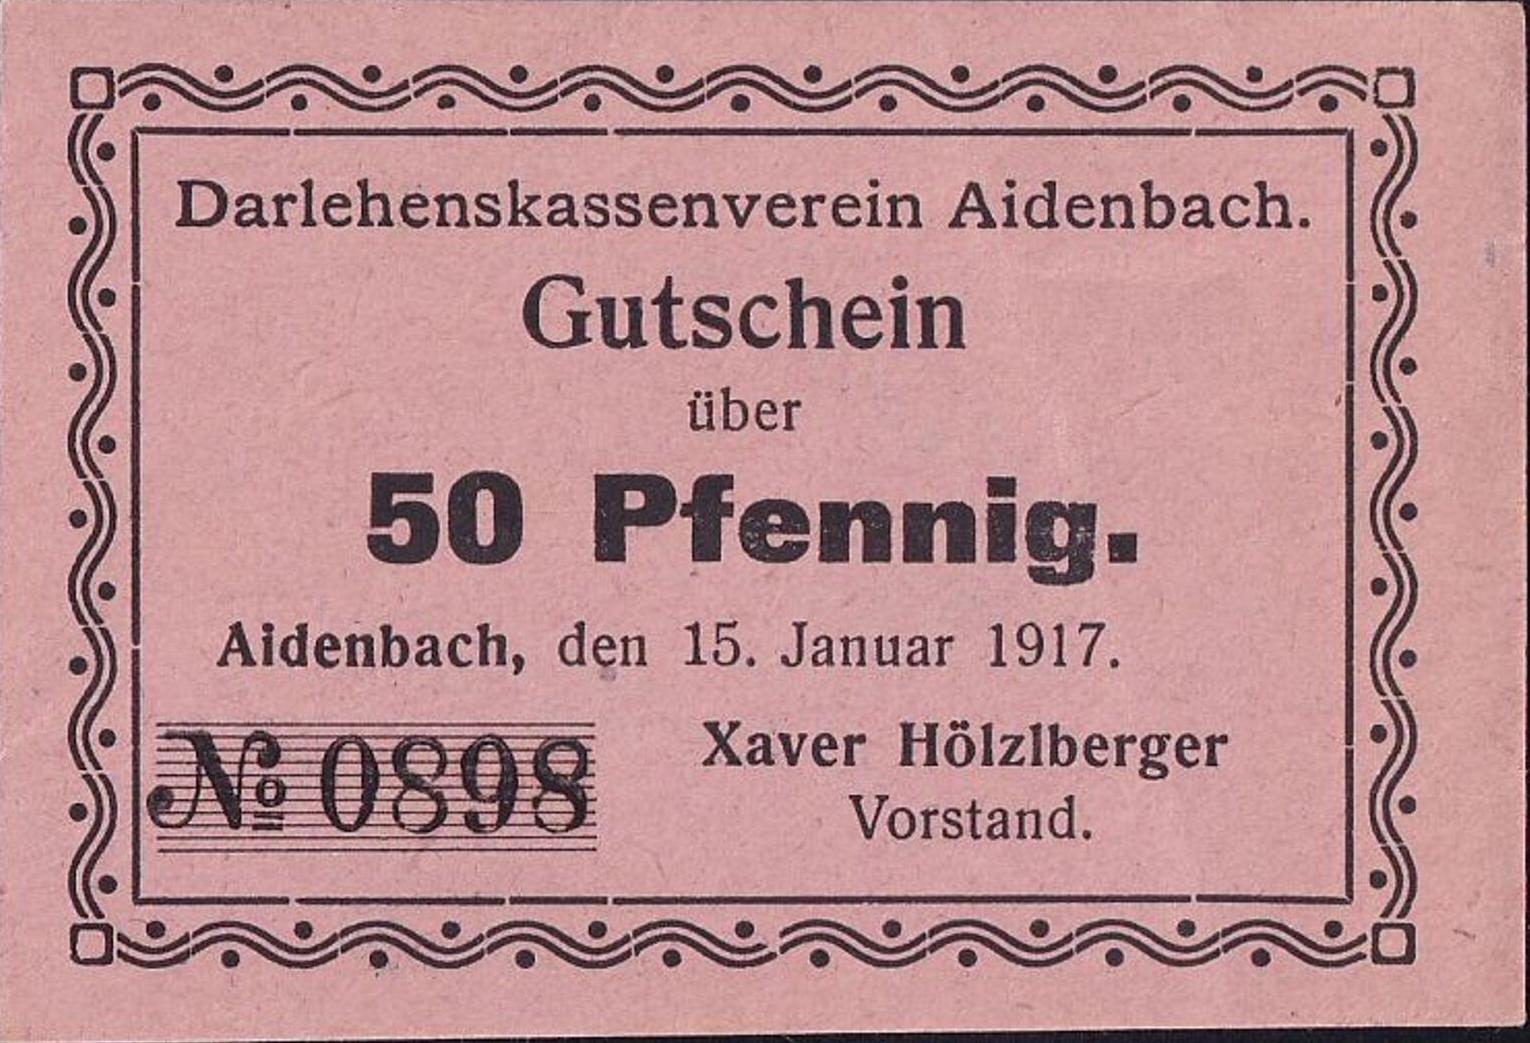 Darlehenskassenverein Aidenbach.
Gutschein
über
50 Pfennig.
Aidenbach, den 15. Januar 1917.
№ 0898
Xaver Hölzlberger
Vorstand.